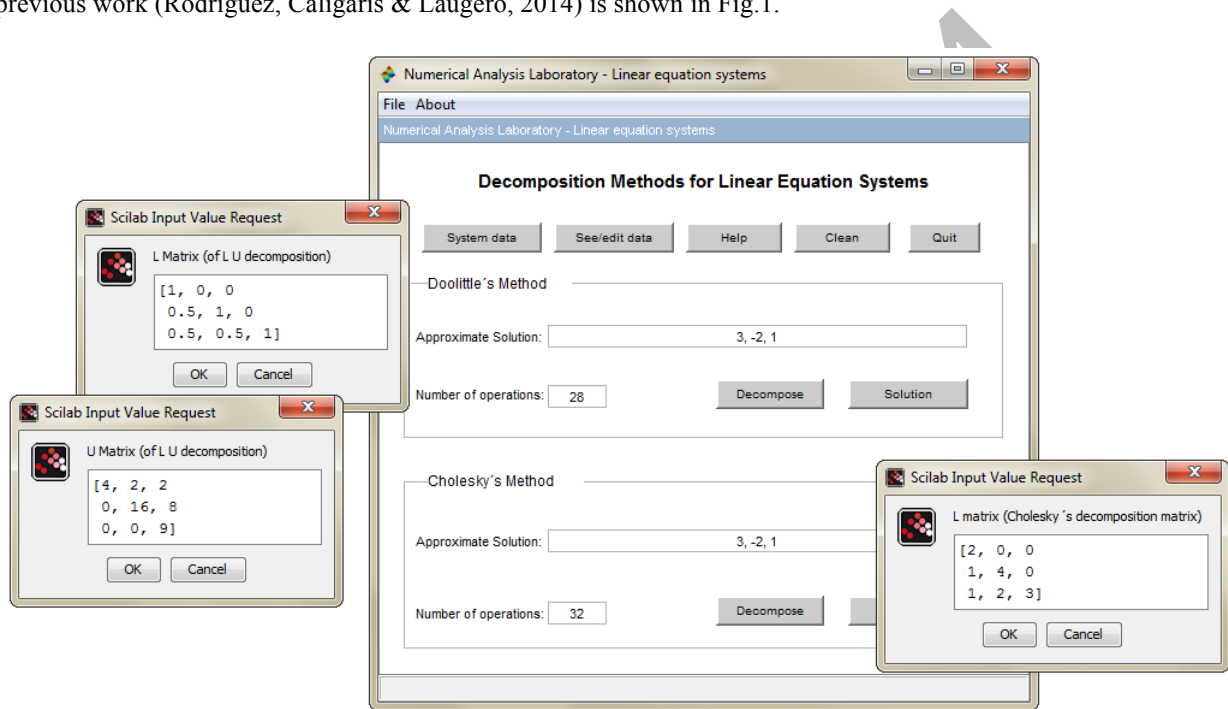 previous work (Rodríguez, Caligaris & Laugero, 2014) is shown in Fig.1.
Numerical Analysis Laboratory - Linear equation systems
File About
Numerical Analysis Laboratory - Linear equation systems
Decomposition Methods for Linear Equation Systems
System data See/edit data Help Clean Quit
Doolittle´s Method
Approximate Solution: 3, -2, 1
Number of operations: 28 Decompose Solution
Cholesky´s Method
Approximate Solution: 3, -2, 1
Number of operations: 32 Decompose
Scilab Input Value Request
L Matrix (of L U decomposition)
[1, 0, 0
0.5, 1, 0
0.5, 0.5, 1]
OK Cancel
Scilab Input Value Request
U Matrix (of L U decomposition)
[4, 2, 2
0, 16, 8
0, 0, 9]
OK Cancel
Scilab Input Value Request
L matrix (Cholesky ´s decomposition matrix)
[2, 0, 0
1, 4, 0
1, 2, 3]
OK Cancel